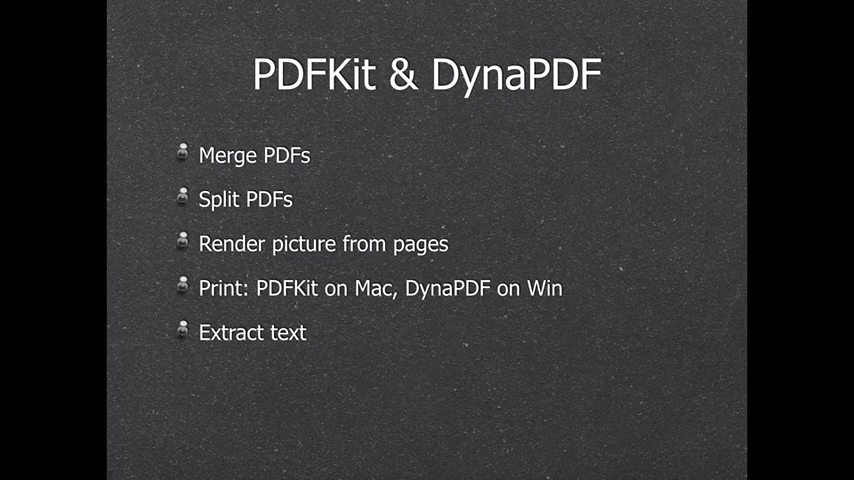 PDFKit & DynaPDF
Merge PDFs
Split PDFs
Render picture from pages
Print: PDFKit on Mac, DynaPDF on Win
Extract text